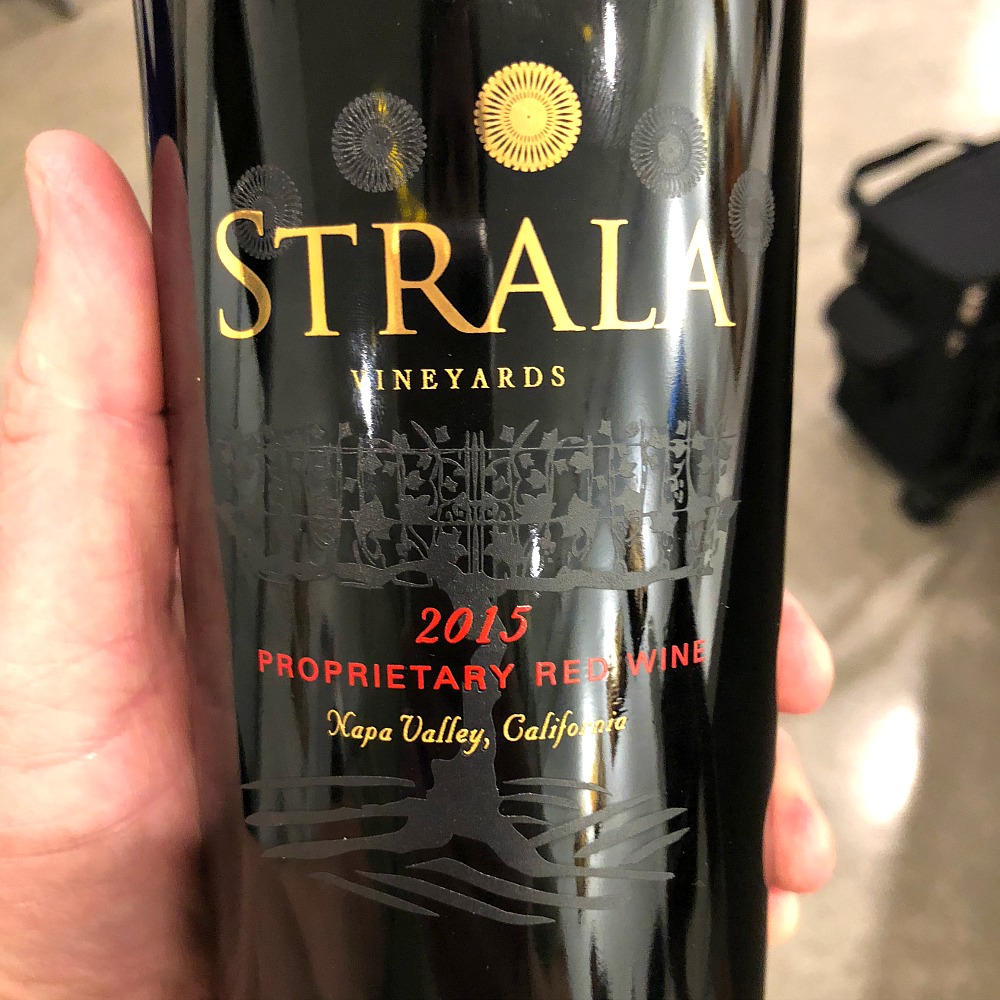 STRALA
VINEYARDS
2015
PROPRIETARY RED WINE
Napa Valley, California